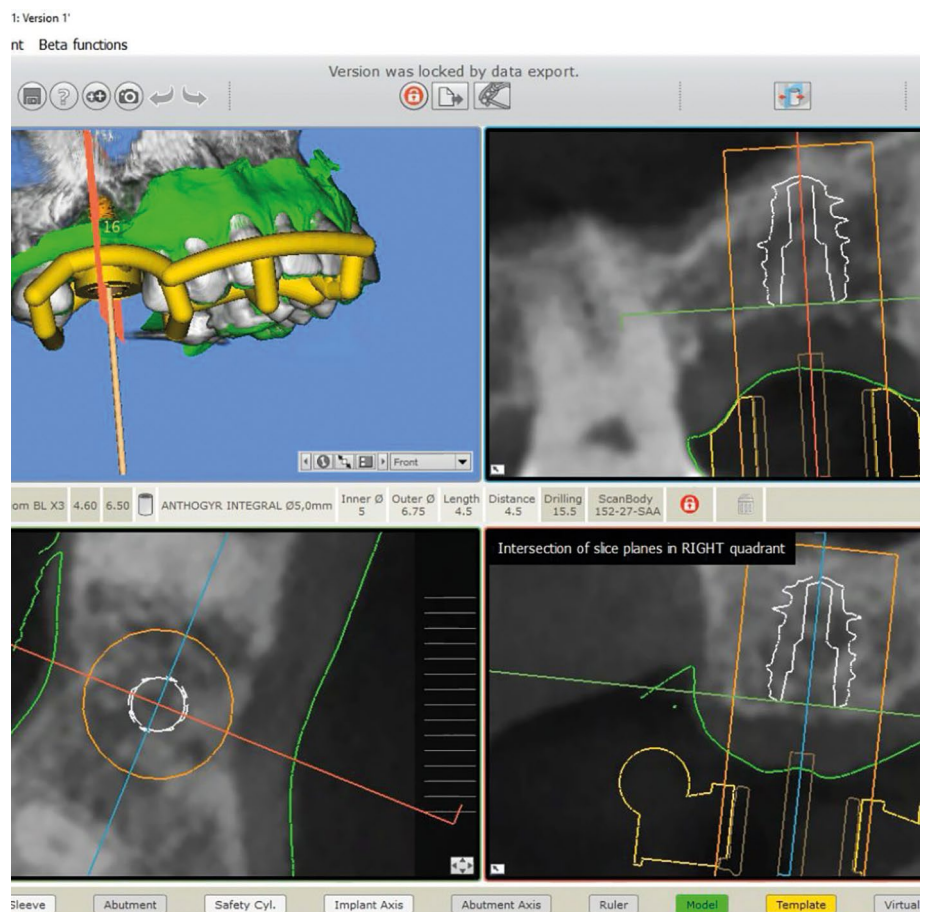 1: Version 1'
nt Beta functions
Version was locked by data export.
16
Front
om BL X3 4.60 6.50 ANTHOGYR INTEGRAL Ø5,0mm Inner Ø 5 Outer Ø 6.75 Length 4.5 Distance 4.5 Drilling 15.5 ScanBody 152-27-SAA
Intersection of slice planes in RIGHT quadrant
Sleeve Abutment Safety Cyl. Implant Axis Abutment Axis Ruler Model Template Virtual